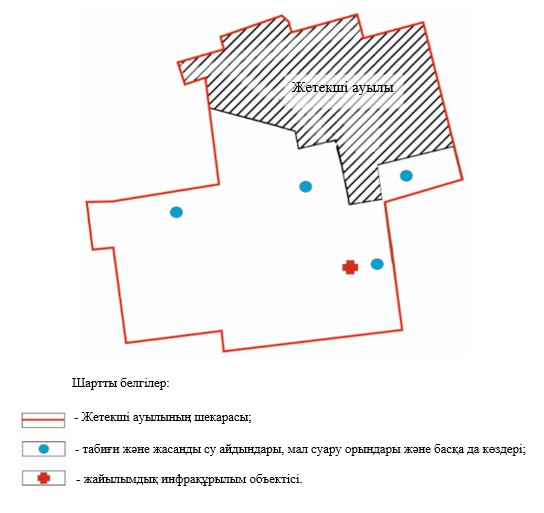 Жетекші ауылы
Шартты белгілер:
- Жетекші ауылының шекарасы;
- табиғи және жасанды су айдындары, мал суару орындары және басқа да көздері;
- жайылымдық инфрақұрылым объектісі.